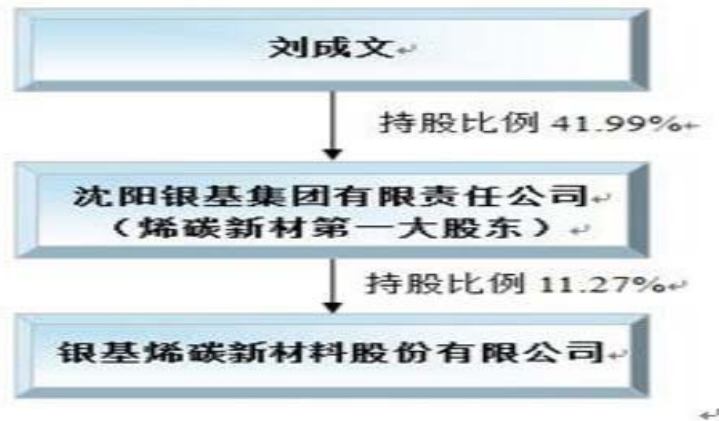 刘成文
持股比例 41.99%
沈阳银基集团有限责任公司
（烯碳新材第一大股东）
持股比例 11.27%
银基烯碳新材料股份有限公司